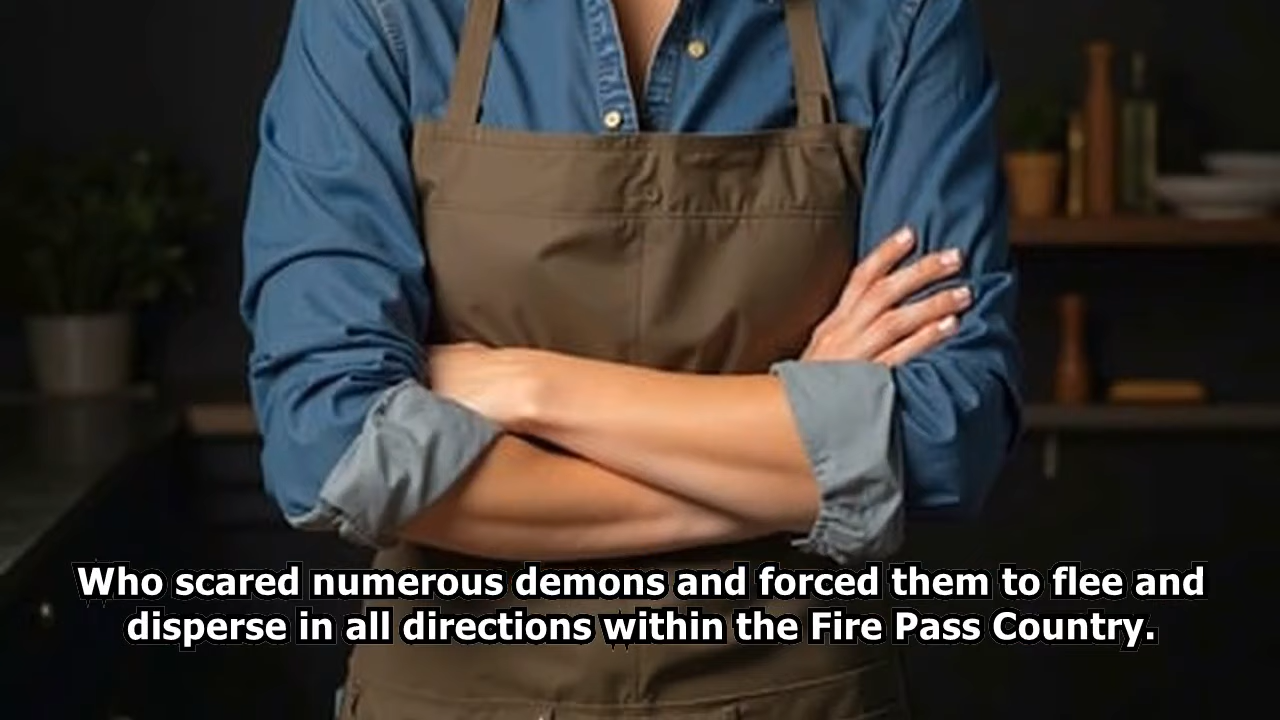 Who scared numerous demons and forced them to flee and
disperse in all directions within the Fire Pass Country.